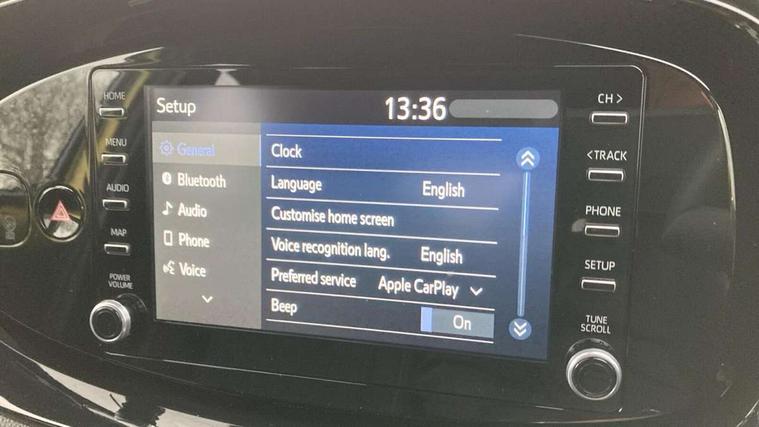 HOME
MENU
AUDIO
MAP
POWER
VOLUME
Setup
13:36
General
Bluetooth
Audio
Phone
Voice
Clock
Language English
Customise home screen
Voice recognition lang. English
Preferred service Apple CarPlay
Beep On
CH >
< TRACK
PHONE
SETUP
TUNE
SCROLL